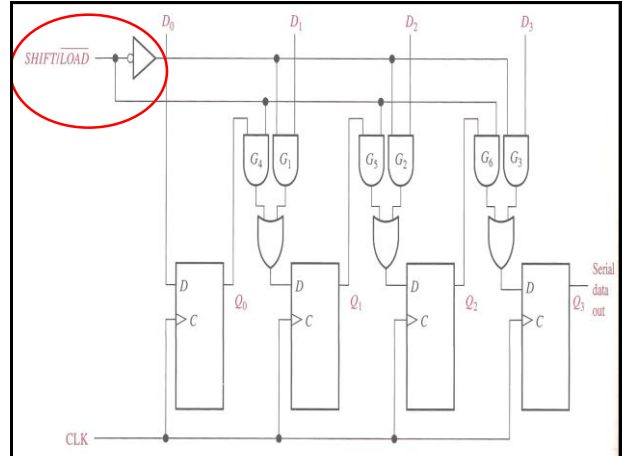 D₀ D₁ D₂ D₃
SHIFT/L̅O̅A̅D̅
G₄ G₁ G₅ G₂ G₆ G₃
D D D D
Q₀ Q₁ Q₂ Q₃
Serial
data
out
C C C C
CLK